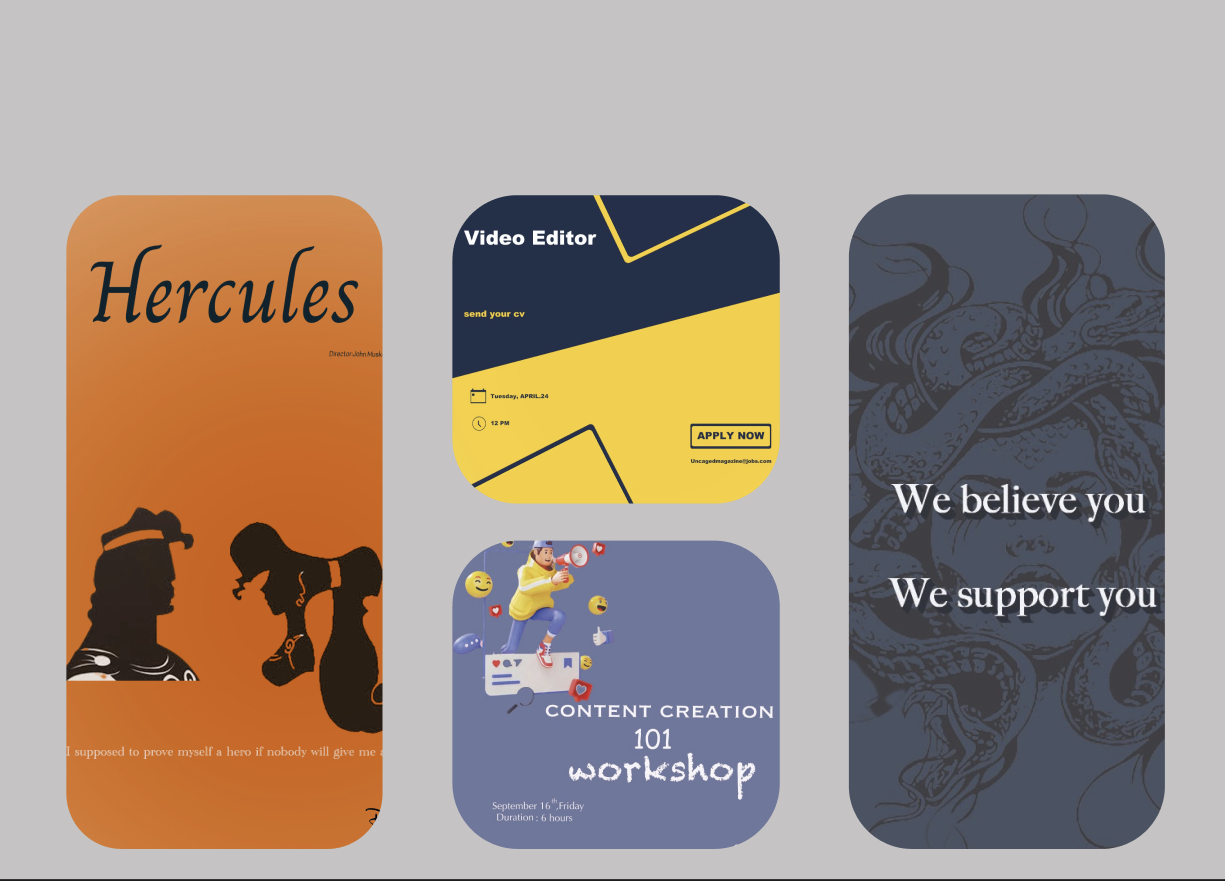 Hercules
Director John Musk
I supposed to prove myself a hero if nobody will give me
Video Editor
send your cv
Tuesday, APRIL.24
12 PM
APPLY NOW
Uncagedmagazine@jobs.com
CONTENT CREATION
101
workshop
September 16th,Friday
Duration : 6 hours
We believe you
We support you